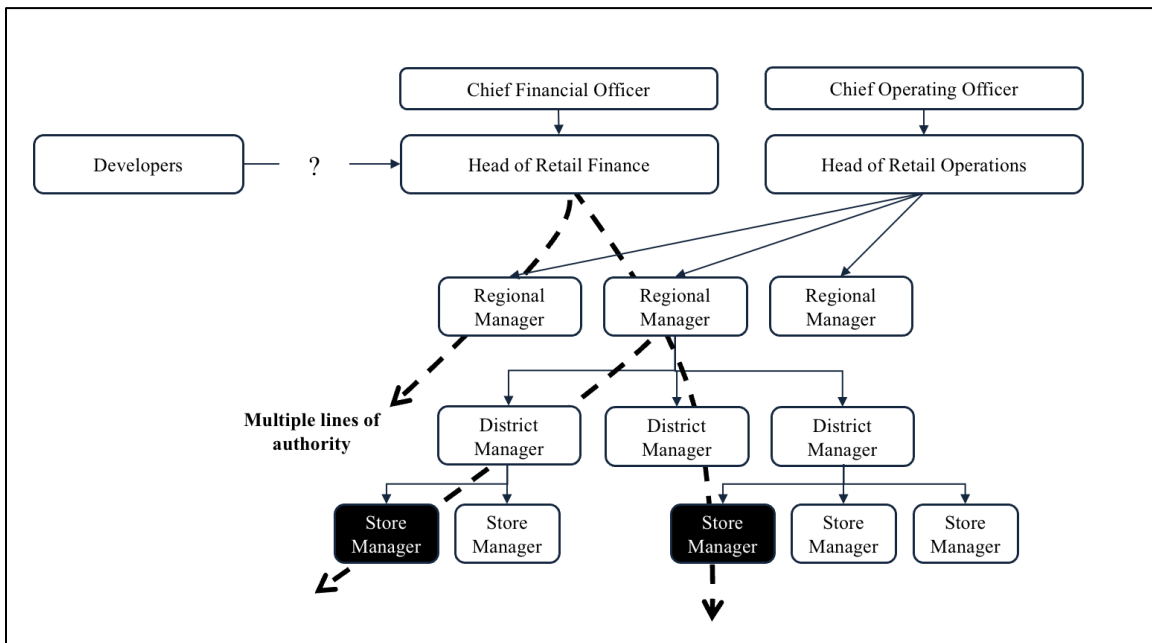 Chief Financial Officer
Chief Operating Officer
Developers
?
Head of Retail Finance
Head of Retail Operations
Regional
Manager
Regional
Manager
Regional
Manager
Multiple lines of
authority
District
Manager
District
Manager
District
Manager
Store
Manager
Store
Manager
Store
Manager
Store
Manager
Store
Manager